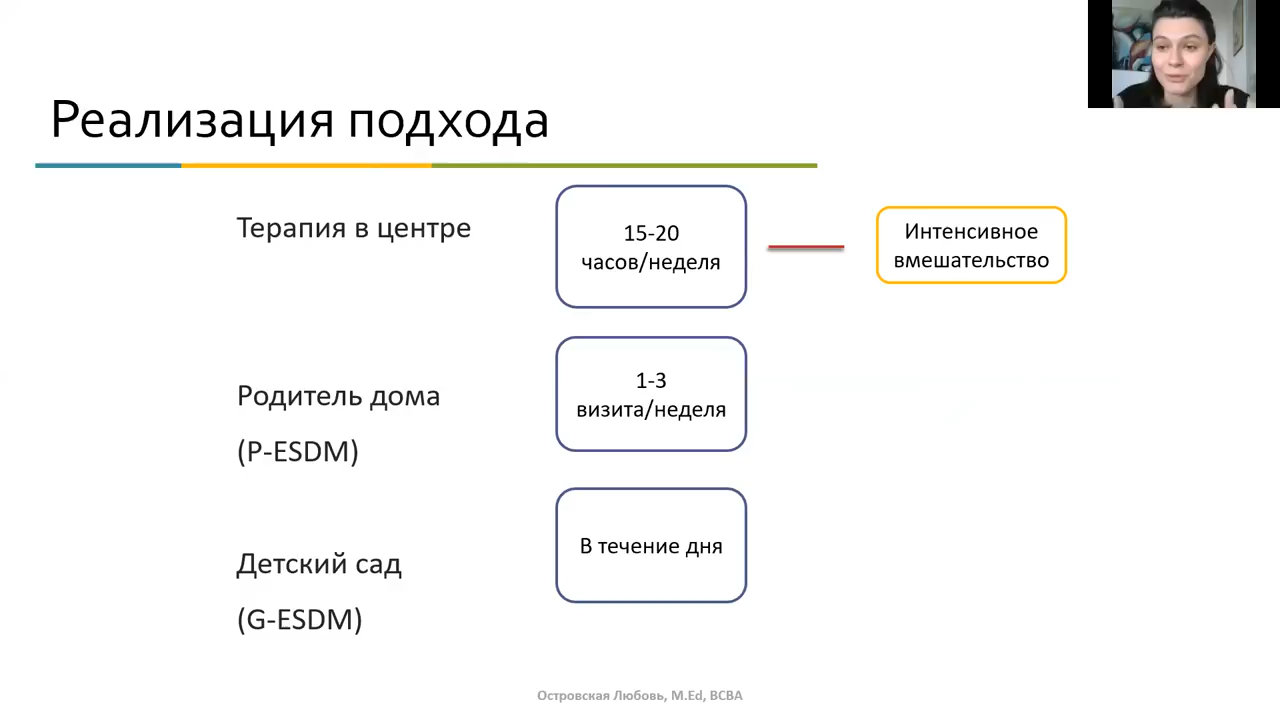 Реализация подхода
Терапия в центре
15-20
часов/неделя
Интенсивное
вмешательство
Родитель дома
(P-ESDM)
1-3
визита/неделя
Детский сад
(G-ESDM)
В течение дня
Островская Любовь, M.Ed, BCBA